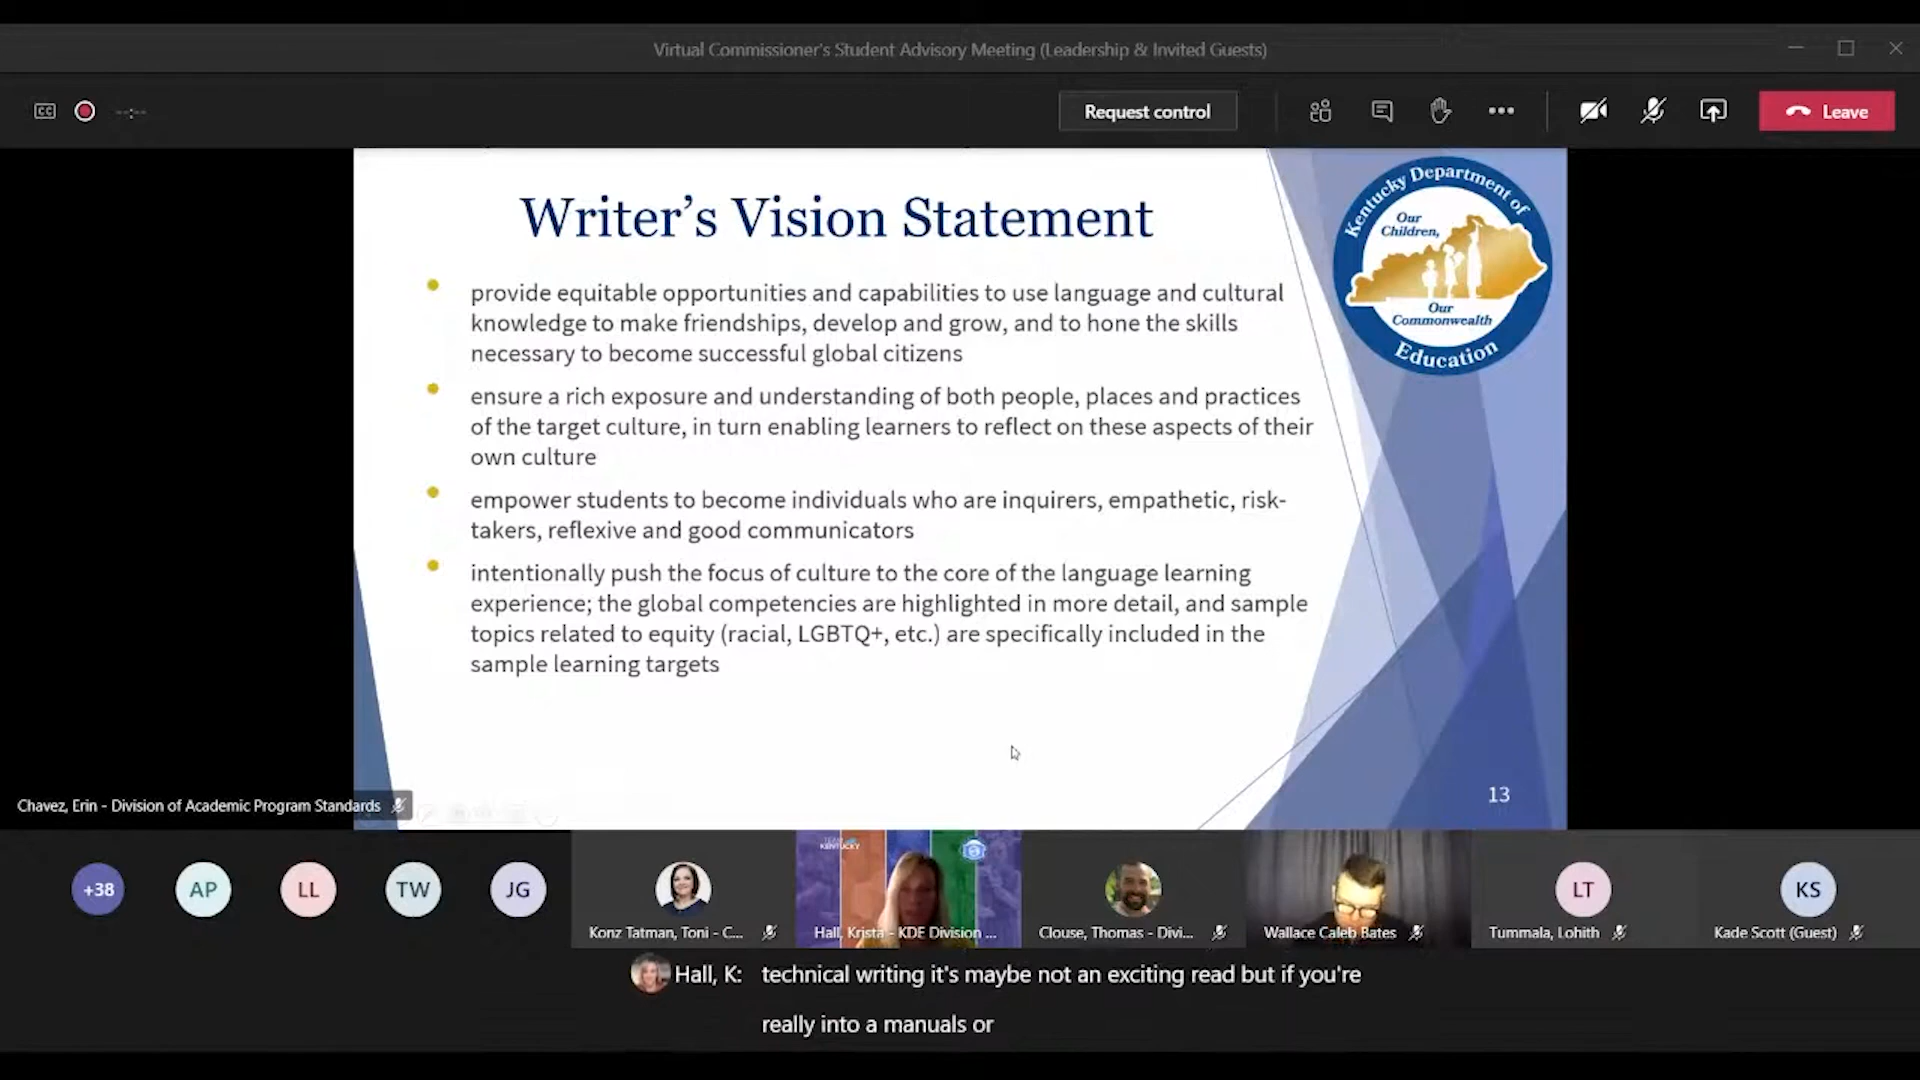 Virtual Commissioner's Student Advisory Meeting (Leadership & Invited Guests)
CC
--:--
Request control
Leave
Writer's Vision Statement
provide equitable opportunities and capabilities to use language and cultural
knowledge to make friendships, develop and grow, and to hone the skills
necessary to become successful global citizens
ensure a rich exposure and understanding of both people, places and practices
of the target culture, in turn enabling learners to reflect on these aspects of their
own culture
empower students to become individuals who are inquirers, empathetic, risk-
takers, reflexive and good communicators
intentionally push the focus of culture to the core of the language learning
experience; the global competencies are highlighted in more detail, and sample
topics related to equity (racial, LGBTQ+, etc.) are specifically included in the
sample learning targets
Kentucky Department of
Our
Children,
Our
Commonwealth
Education
13
Chavez, Erin - Division of Academic Program Standards
+38
AP
LL
TW
JG
Konz Tatman, Toni - C...
KENTUCKY
Hall, Krista - KDE Division ...
Clouse, Thomas - Divi...
Wallace Caleb Bates
LT
Tummala, Lohith
KS
Kade Scott (Guest)
Hall, K: technical writing it's maybe not an exciting read but if you're
really into a manuals or